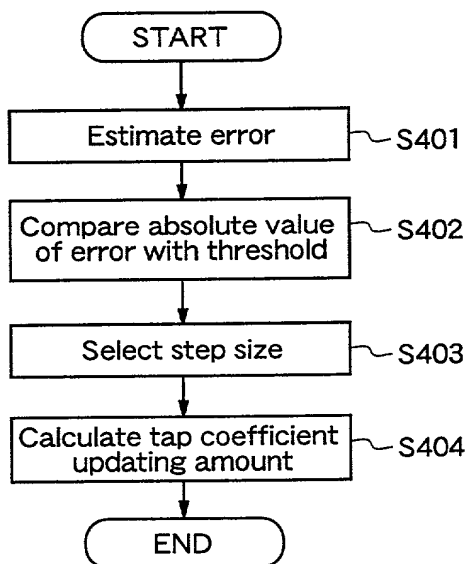 START
Estimate error
S401
Compare absolute value
of error with threshold
S402
Select step size
S403
Calculate tap coefficient
updating amount
S404
END